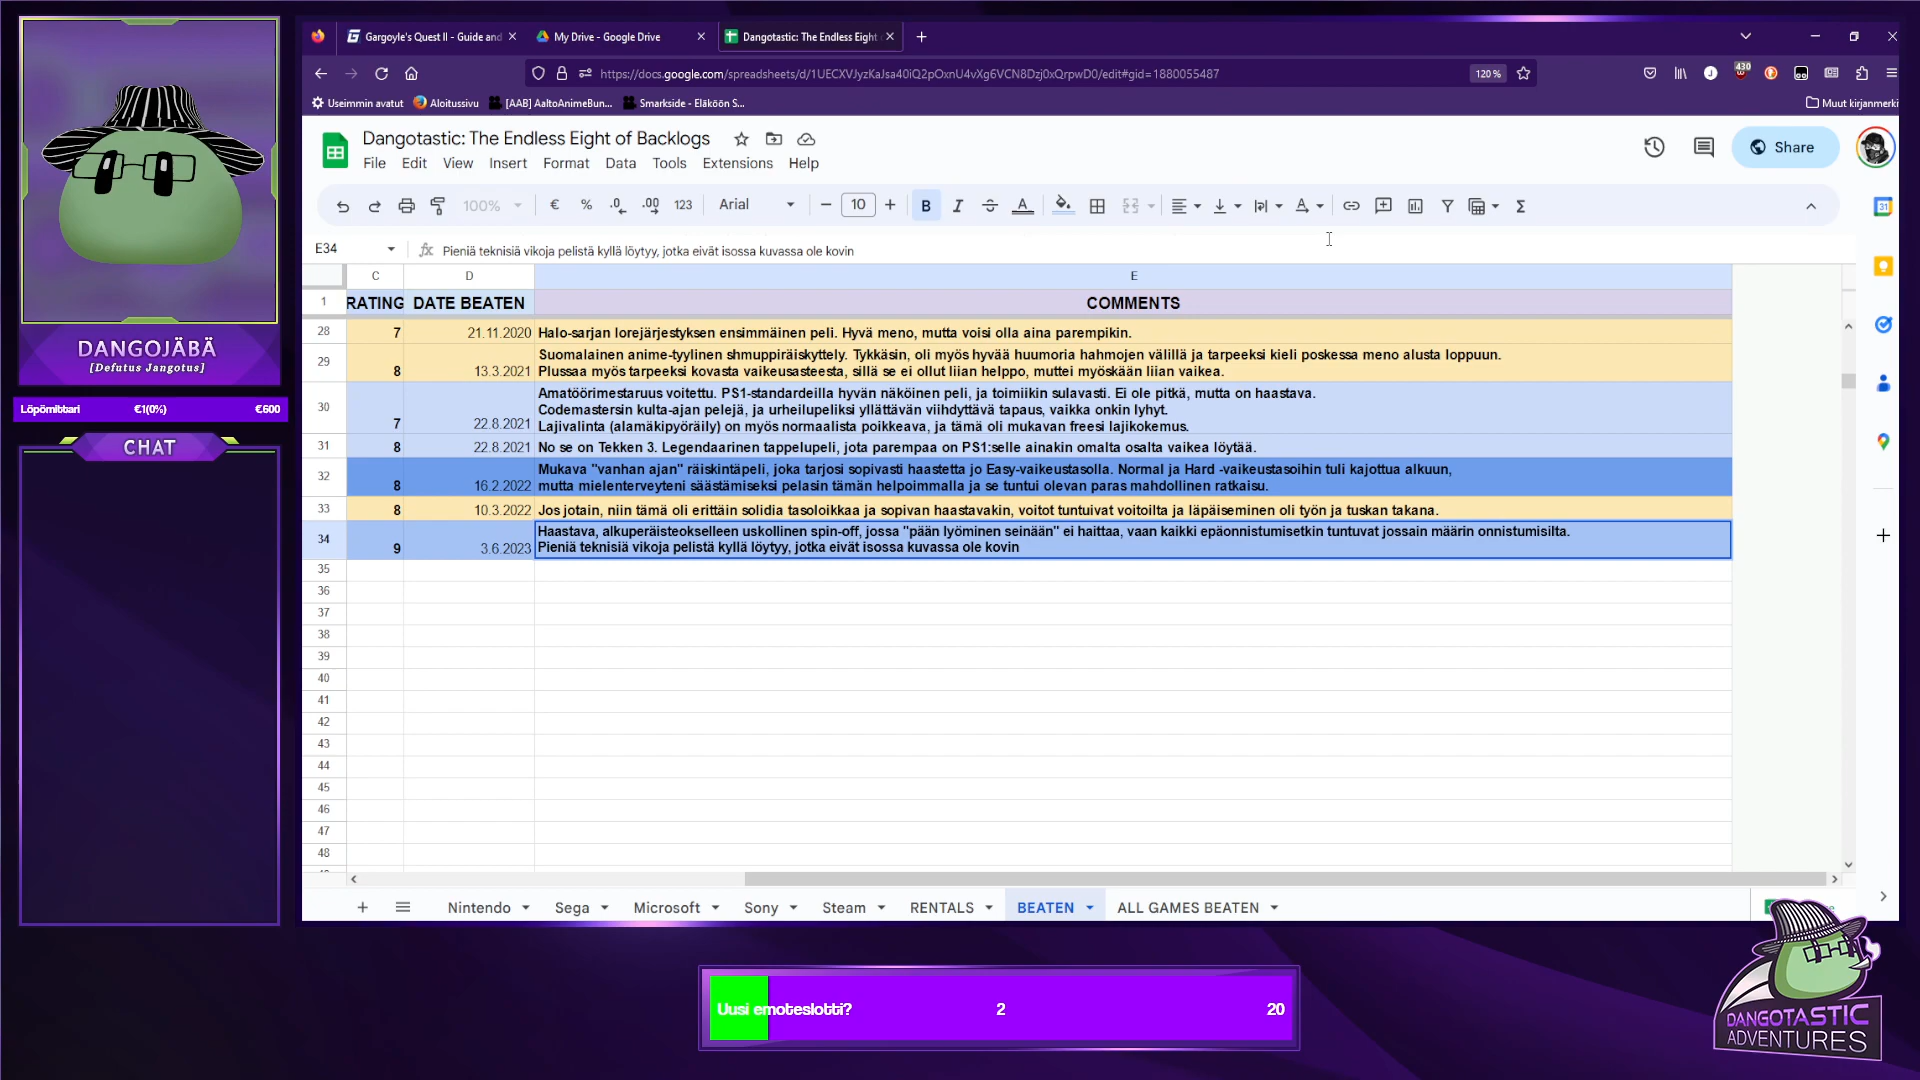 Gargoyle's Quest II - Guide and
My Drive - Google Drive
Dangotastic: The Endless Eight
https://docs.google.com/spreadsheets/d/1UECXVJyzKaJsa40iQ2pOxnU4vXg6VCN8Dzj0xQrpwD0/edit#gid=1880055487
120%
430
Useimmin avatut
Aloitussivu
[AAB] AaltoAnimeBun...
Smarkside - Eläköön S...
Muut kirjanmerki
Dangotastic: The Endless Eight of Backlogs
File Edit View Insert Format Data Tools Extensions Help
Share
100% € % .0 .00 123 Arial 10 B I
31
E34
fx Pieniä teknisiä vikoja pelistä kyllä löytyy, jotka eivät isossa kuvassa ole kovin
C D E
1 RATING DATE BEATEN COMMENTS
28 7 21.11.2020 Halo-sarjan lorejärjestyksen ensimmäinen peli. Hyvä meno, mutta voisi olla aina parempikin.
29 8 13.3.2021 Suomalainen anime-tyylinen shmuppiräiskyttely. Tykkäsin, oli myös hyvää huumoria hahmojen välillä ja tarpeeksi kieli poskessa meno alusta loppuun.
Plussaa myös tarpeeksi kovasta vaikeusasteesta, sillä se ei ollut liian helppo, muttei myöskään liian vaikea.
30 7 22.8.2021 Amatöörimestaruus voitettu. PS1-standardeilla hyvän näköinen peli, ja toimiikin sulavasti. Ei ole pitkä, mutta on haastava.
Codemastersin kulta-ajan pelejä, ja urheilupeliksi yllättävän viihdyttävä tapaus, vaikka onkin lyhyt.
Lajivalinta (alamäkipyöräily) on myös normaalista poikkeava, ja tämä oli mukavan freesi lajikokemus.
31 8 22.8.2021 No se on Tekken 3. Legendaarinen tappelupeli, jota parempaa on PS1:selle ainakin omalta osalta vaikea löytää.
32 8 16.2.2022 Mukava "vanhan ajan" räiskintäpeli, joka tarjosi sopivasti haastetta jo Easy-vaikeustasolla. Normal ja Hard -vaikeustasoihin tuli kajottua alkuun,
mutta mielenterveyteni säästämiseksi pelasin tämän helpoimmalla ja se tuntui olevan paras mahdollinen ratkaisu.
33 8 10.3.2022 Jos jotain, niin tämä oli erittäin solidia tasoloikkaa ja sopivan haastavakin, voitot tuntuivat voitoilta ja läpäiseminen oli työn ja tuskan takana.
34 9 3.6.2023 Haastava, alkuperäisteokselleen uskollinen spin-off, jossa "pään lyöminen seinään" ei haittaa, vaan kaikki epäonnistumisetkin tuntuvat jossain määrin onnistumisilta.
Pieniä teknisiä vikoja pelistä kyllä löytyy, jotka eivät isossa kuvassa ole kovin
35
36
37
38
39
40
41
42
43
44
45
46
47
48
Nintendo Sega Microsoft Sony Steam RENTALS BEATEN ALL GAMES BEATEN
DANGOJÄBÄ
[Defutus Jangotus]
Löpömittari €1(0%) €600
CHAT
Uusi emoteslotti? 2 20
DANGOTASTIC
ADVENTURES